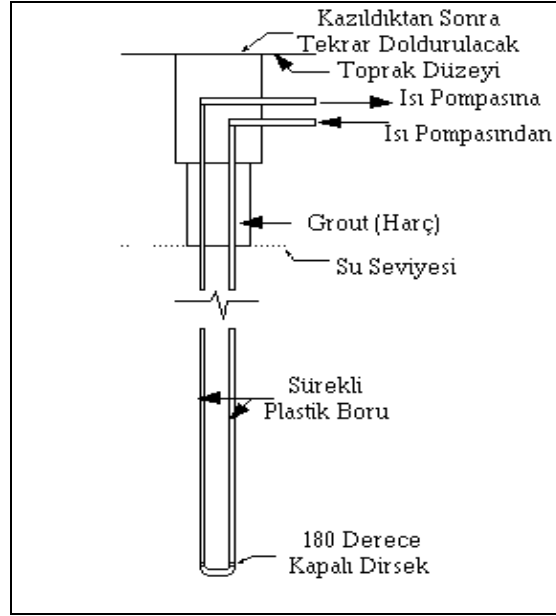 Kazıldıktan Sonra
Tekrar Doldurulacak
Toprak Düzeyi
Isı Pompasına
Isı Pompasından
Grout (Harç)
Su Seviyesi
Sürekli
Plastik Boru
180 Derece
Kapalı Dirsek